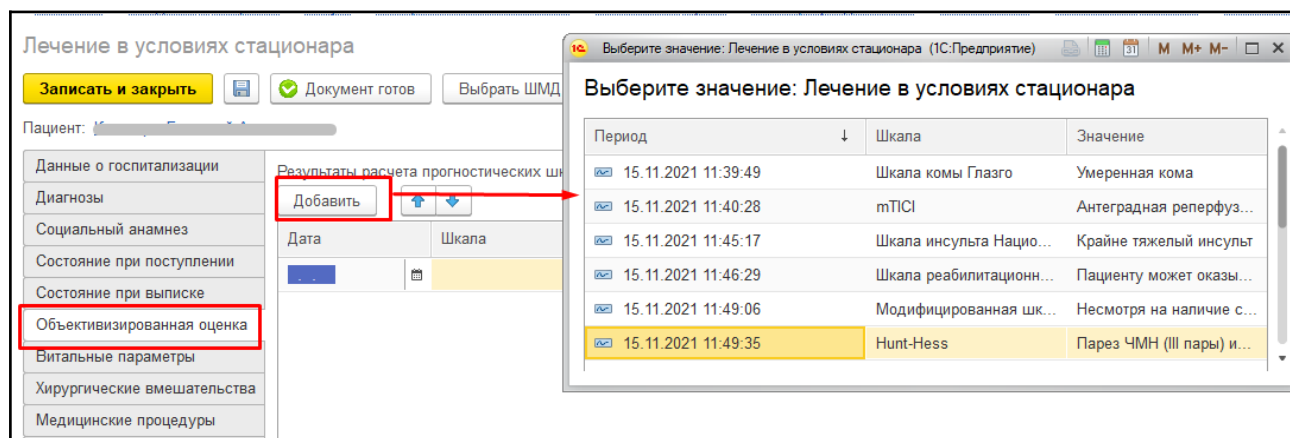 Лечение в условиях стационара
Записать и закрыть
Документ готов
Выбрать ШМД
Пациент:
Данные о госпитализации
Диагнозы
Социальный анамнез
Состояние при поступлении
Состояние при выписке
Объективизированная оценка
Витальные параметры
Хирургические вмешательства
Медицинские процедуры
Результаты расчета прогностических
Добавить
Дата Шкала
1С Выберите значение: Лечение в условиях стационара (1С:Предприятие) 31 M M+ M-
Выберите значение: Лечение в условиях стационара
Период ↓ Шкала Значение
15.11.2021 11:39:49 Шкала комы Глазго Умеренная кома
15.11.2021 11:40:28 mTICI Антеградная реперфуз...
15.11.2021 11:45:17 Шкала инсульта Нацио... Крайне тяжелый инсульт
15.11.2021 11:46:29 Шкала реабилитационн... Пациенту может оказы...
15.11.2021 11:49:06 Модифицированная шк... Несмотря на наличие с...
15.11.2021 11:49:35 Hunt-Hess Парез ЧМН (III пары) и...